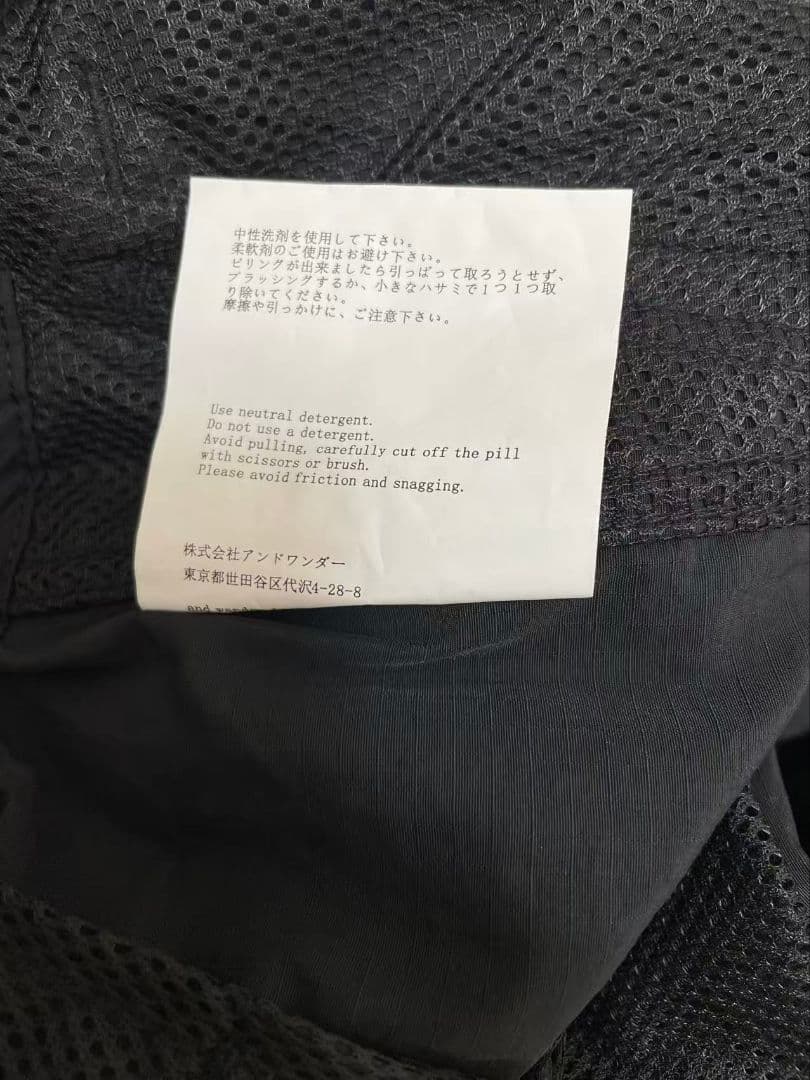 中性洗剤を使用して下さい。
柔軟剤のご使用はお避け下さい。
ピリングが出来ましたら引っぱって取ろうとせず、
ブラッシングするか、小さなハサミで1つ1つ取
り除いてください。
摩擦や引っかけに、ご注意下さい。
Use neutral detergent.
Do not use a detergent.
Avoid pulling, carefully cut off the pill
with scissors or brush.
Please avoid friction and snagging.
株式会社アンドワンダー
東京都世田谷区代沢4-28-8
and